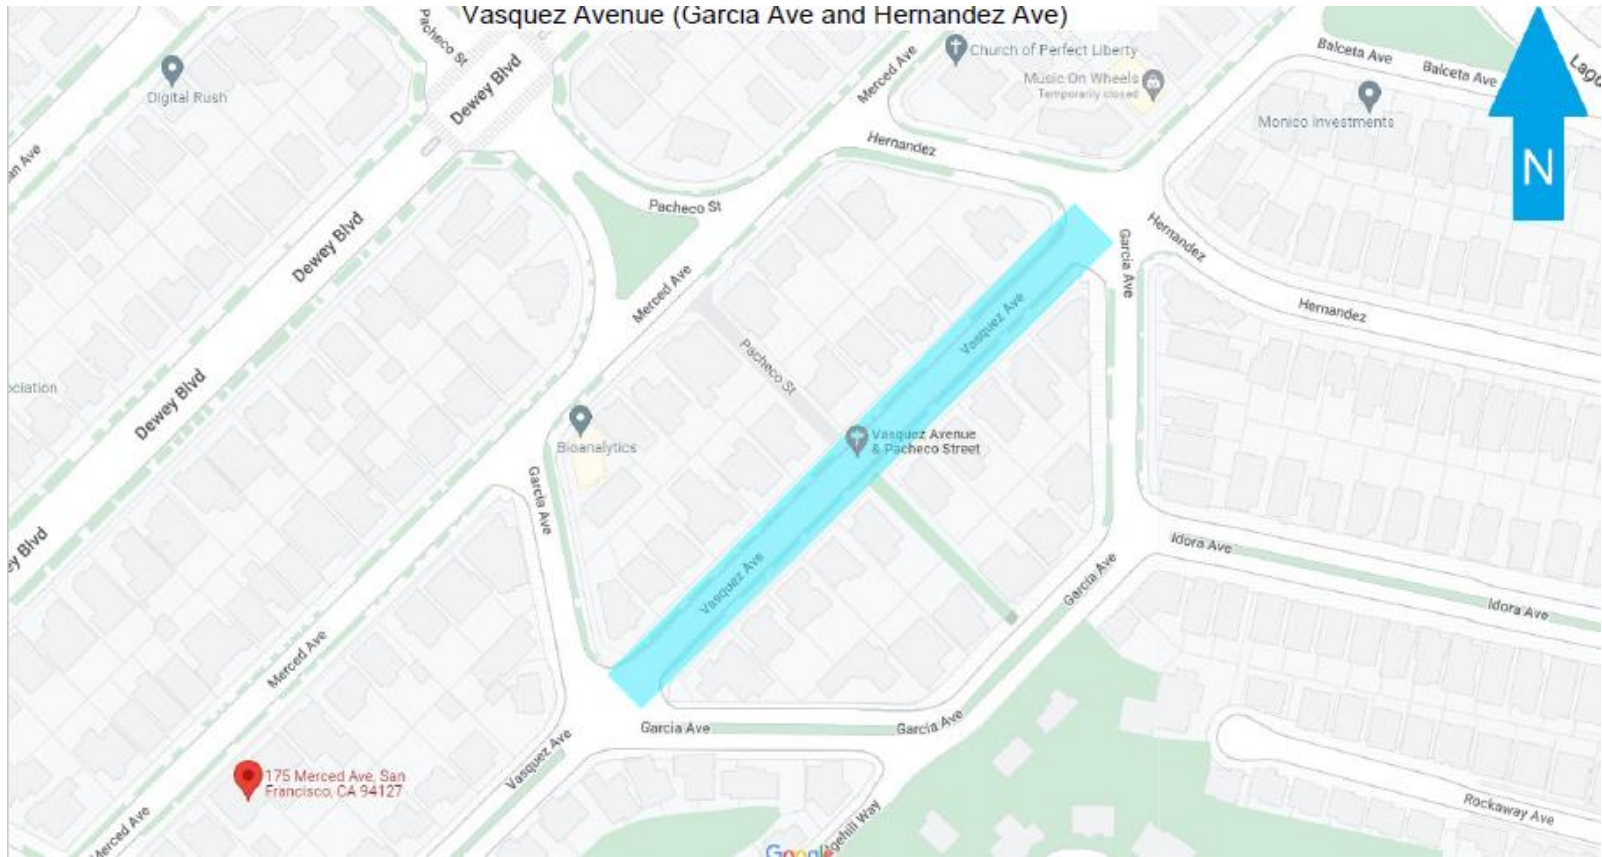 Vasquez Avenue (Garcia Ave and Hernandez Ave)
Pacheco St
Dewey Blvd
Merced Ave
Church of Perfect Liberty
Music On Wheels
Temporarily closed
Balceta Ave
Balceta Ave
Digital Rush
Monico Investments
Hernandez
N
Pacheco St
Dewey Blvd
Hernandez
Garcia Ave
Merced Ave
Hernandez
Vasquez Ave
Pacheco St
Dewey Blvd
Vasquez Avenue
& Pacheco Street
Bioanalytics
Garcia Ave
Idora Ave
Vasquez Ave
Garcia Ave
Idora Ave
Merced Ave
Garcia Ave
Garcia Ave
Vasquez Ave
175 Merced Ave, San
Francisco, CA 94127
Rockaway Ave
Merced Ave
Google